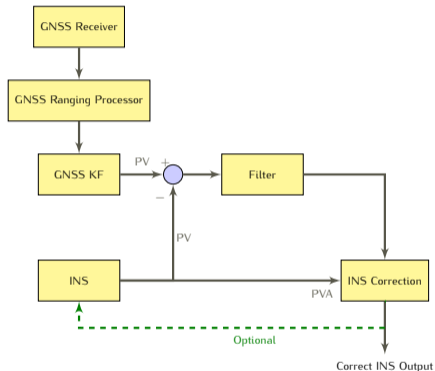 GNSS Receiver
GNSS Ranging Processor
GNSS KF
PV
+
−
Filter
PV
INS
PVA
INS Correction
Optional
Correct INS Output